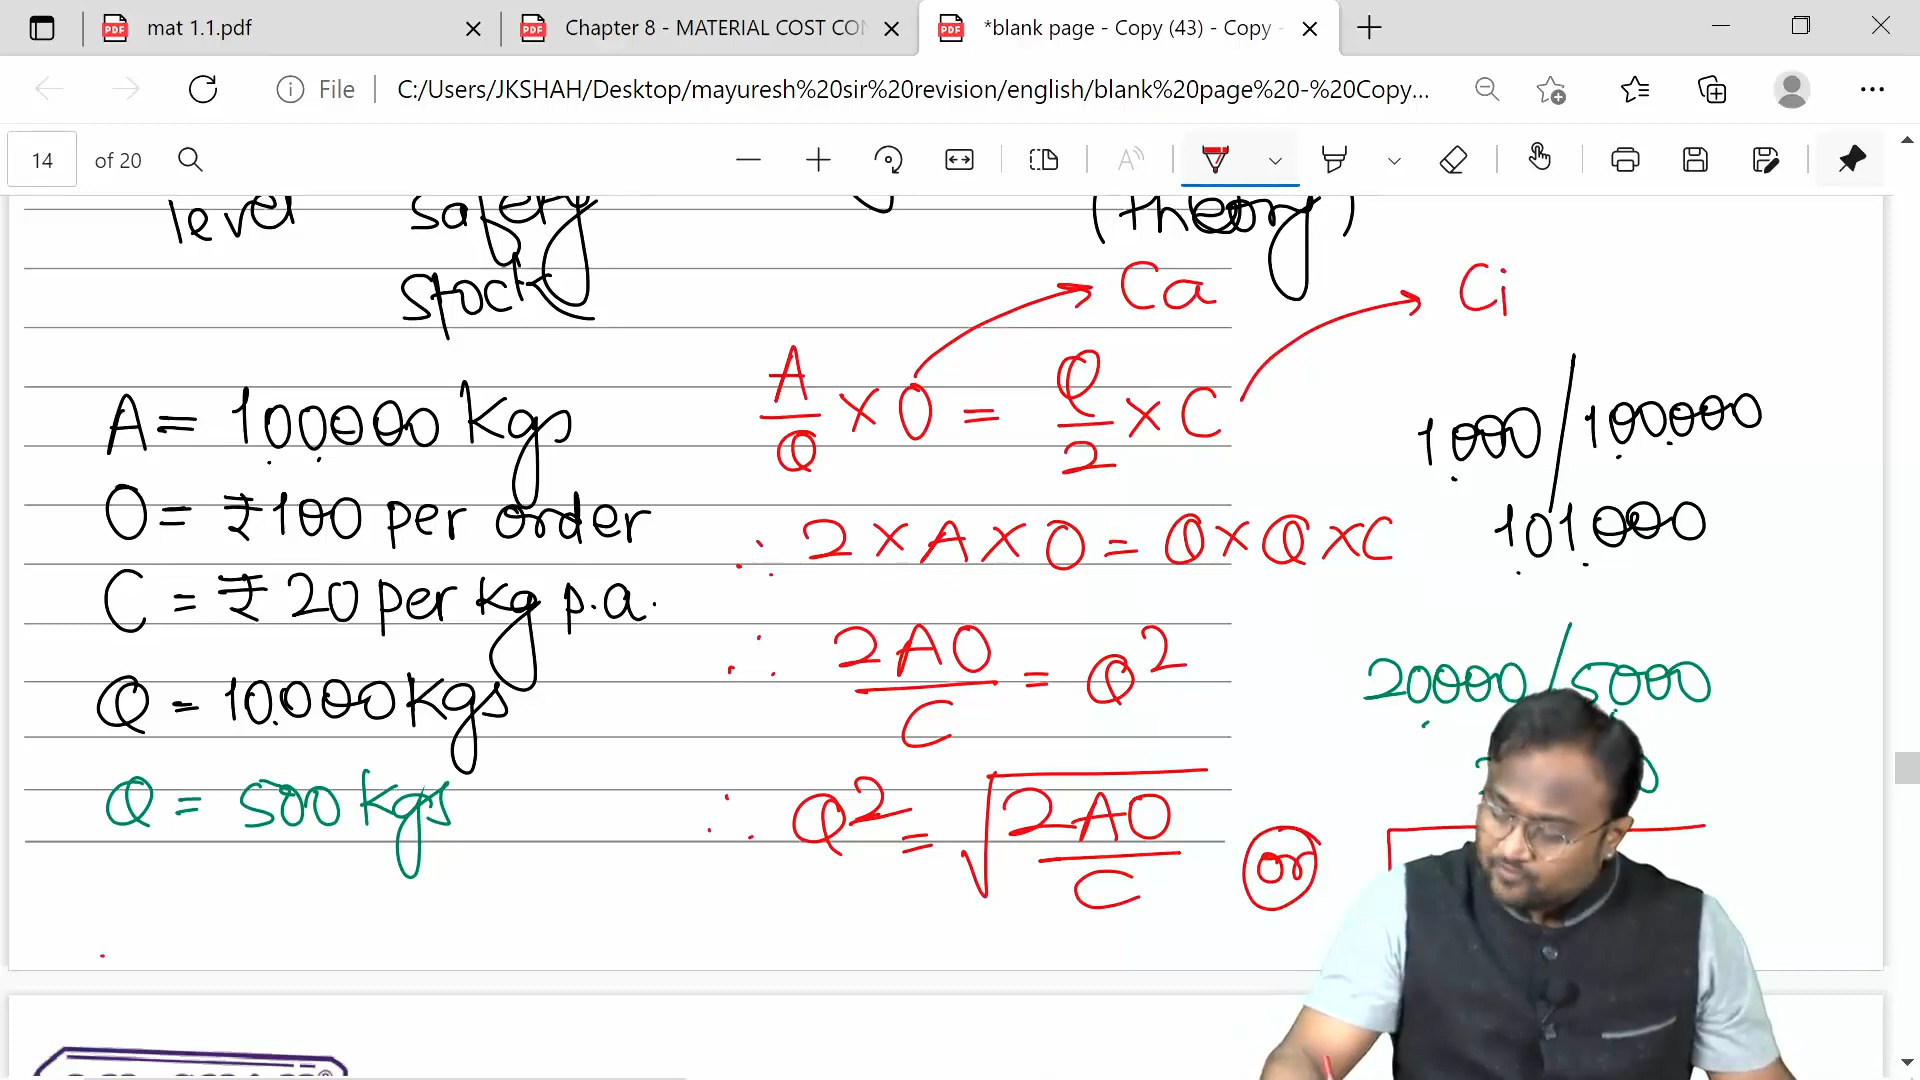 mat 1.1.pdf
Chapter 8 - MATERIAL COST CON
*blank page - Copy (43) - Copy -
File
C:/Users/JKSHAH/Desktop/mayuresh%20sir%20revision/english/blank%20page%20-%20Copy...
14 of 20
level safety stock
(theory)
A = 100000 Kgs
O = ₹100 per order
C = ₹ 20 per kg p.a.
Q = 10,000 Kgs
Q = 500 Kgs
Ca
Ci
A/Q × O = Q/2 × C
∴ 2 × A × O = Q × Q × C
∴ 2AO/C = Q²
∴ Q² = √2AO/C or
1000 / 100000
101000
20000 / 5000